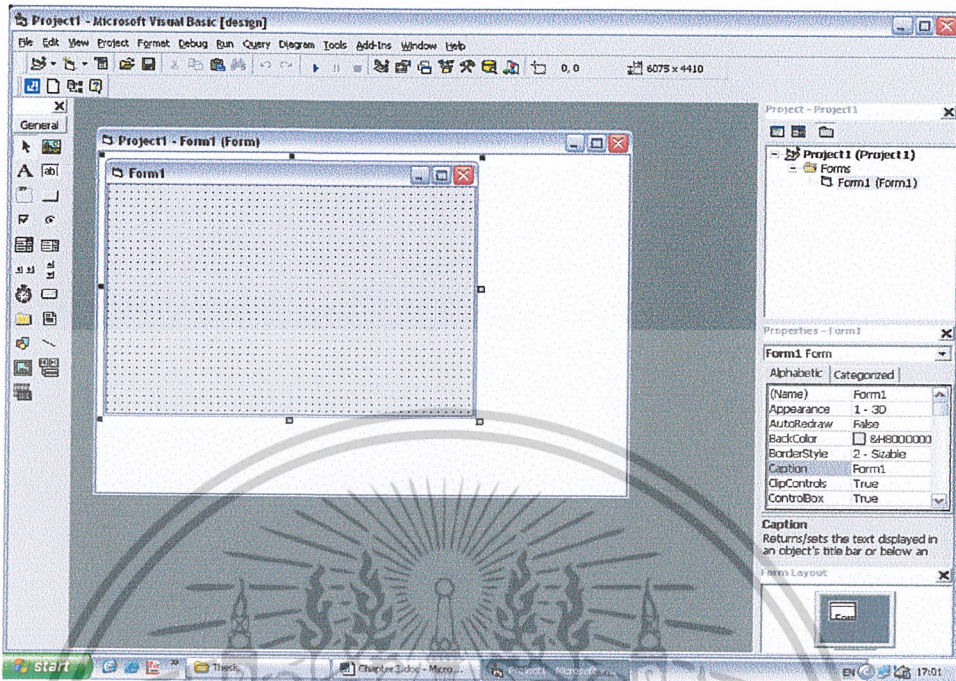 Project1 - Microsoft Visual Basic [design]
File Edit View Project Format Debug Run Query Diagram Tools Add-Ins Window Help
0, 0 6075 x 4410
General
Project1 - Form1 (Form)
Form1
Project - Project1
Project1 (Project1)
Forms
Form1 (Form1)
Properties - Form1
Form1 Form
Alphabetic Categorized
(Name) Form1
Appearance 1 - 3D
AutoRedraw False
BackColor &H8000000
BorderStyle 2 - Sizable
Caption Form1
ClipControls True
ControlBox True
Caption
Returns/sets the text displayed in
an object's title bar or below an
Form Layout
start Thesis Chapter3.doc - Micro... Project1 - Microsoft EN 17:01